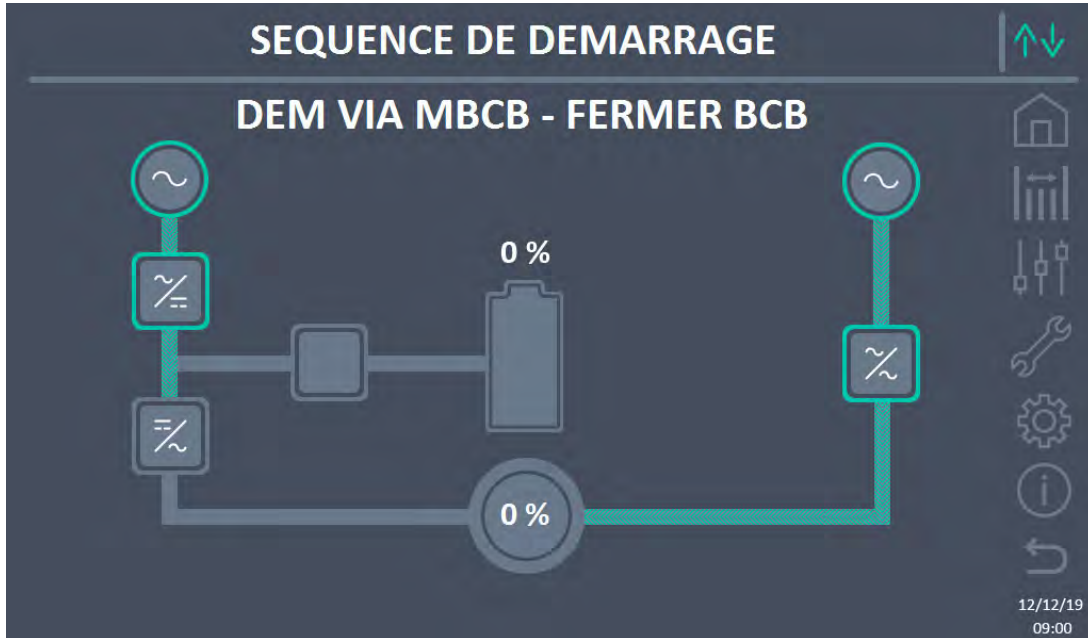 SEQUENCE DE DEMARRAGE
DEM VIA MBCB - FERMER BCB
0 %
0 %
12/12/19
09:00